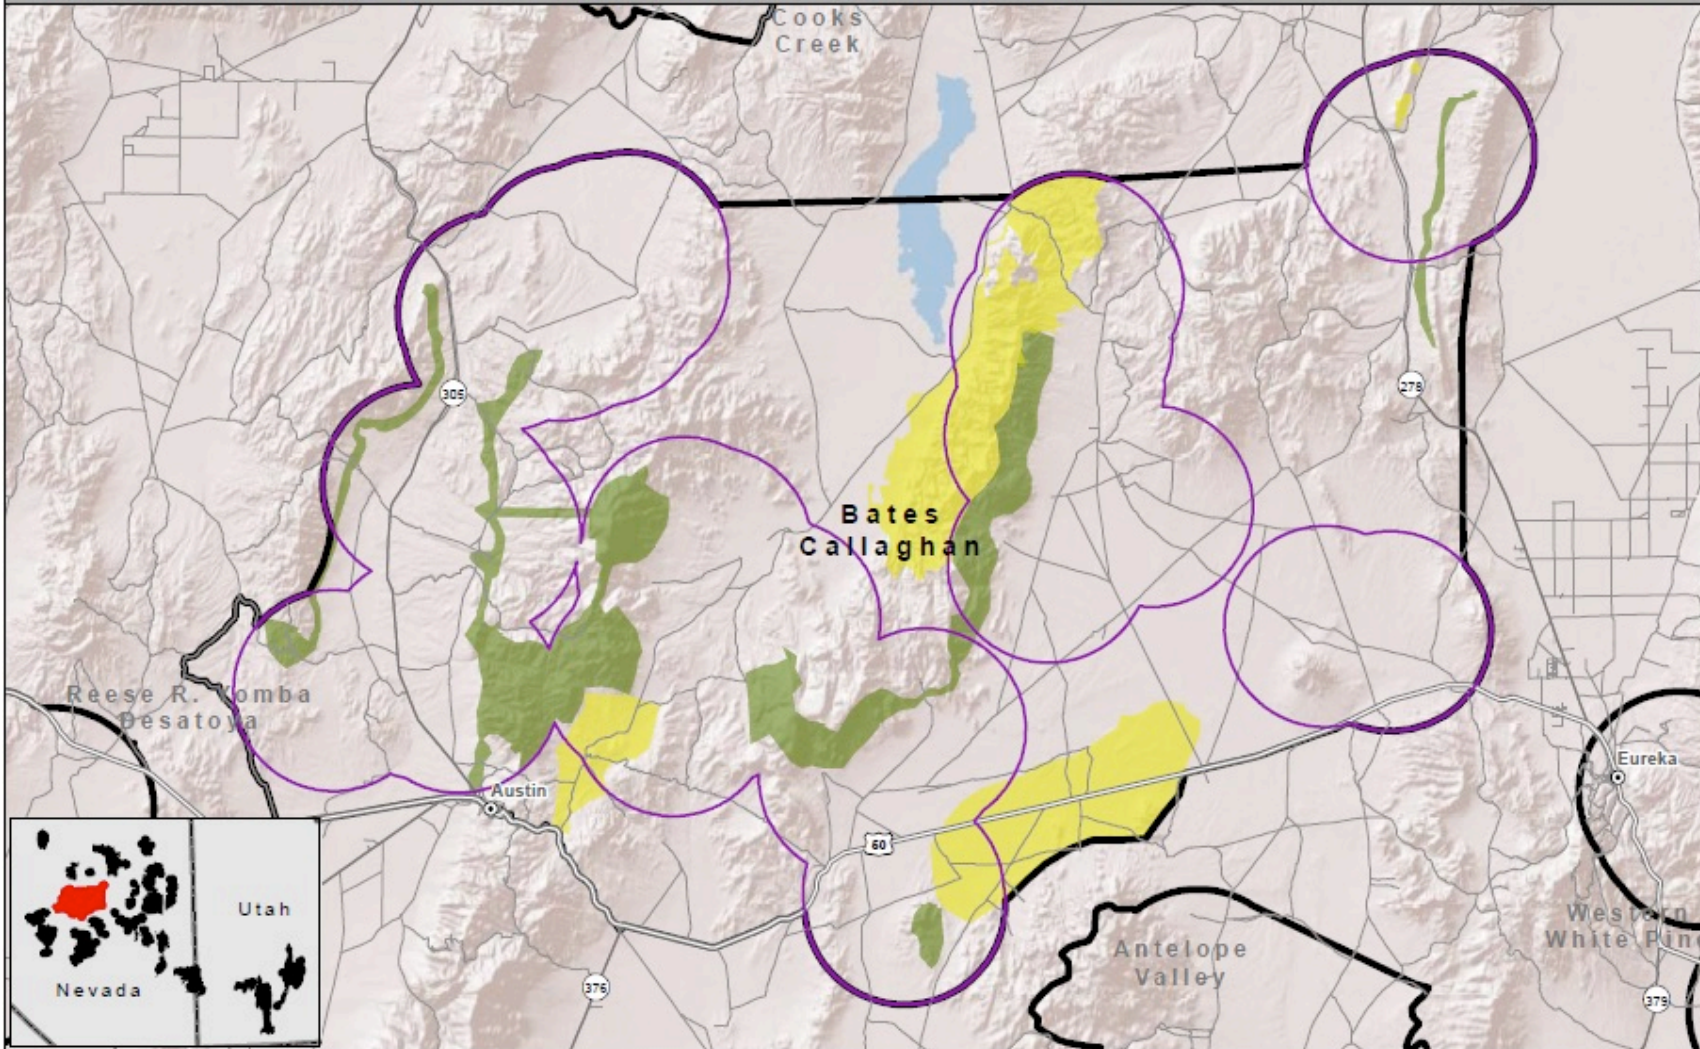 Cooks
Creek
305
278
Bates
Callaghan
Reese R. Yomba
Desatoya
Austin
Eureka
60
Utah
Nevada
Western
White Pine
Antelope
Valley
376
379